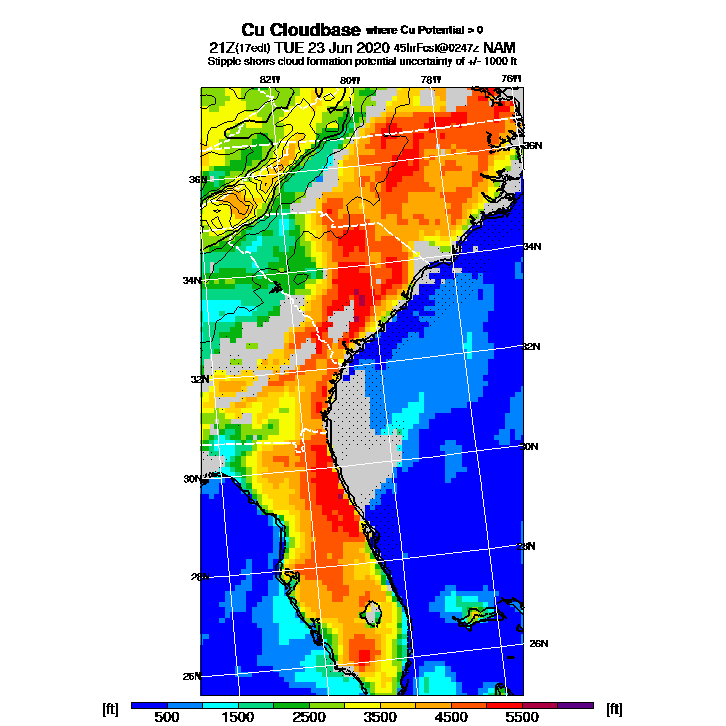 Cu Cloudbase where Cu Potential > 0
21Z(17edt) TUE 23 Jun 2020 45hrFcst@0247z NAM
Stipple shows cloud formation potential uncertainty of +/- 1000 ft
82W 80W 78W 76W
36N
36N
34N
34N
32N
32N
30N
30N
28N
28N
26N
26N
[ft] 500 1500 2500 3500 4500 5500 [ft]